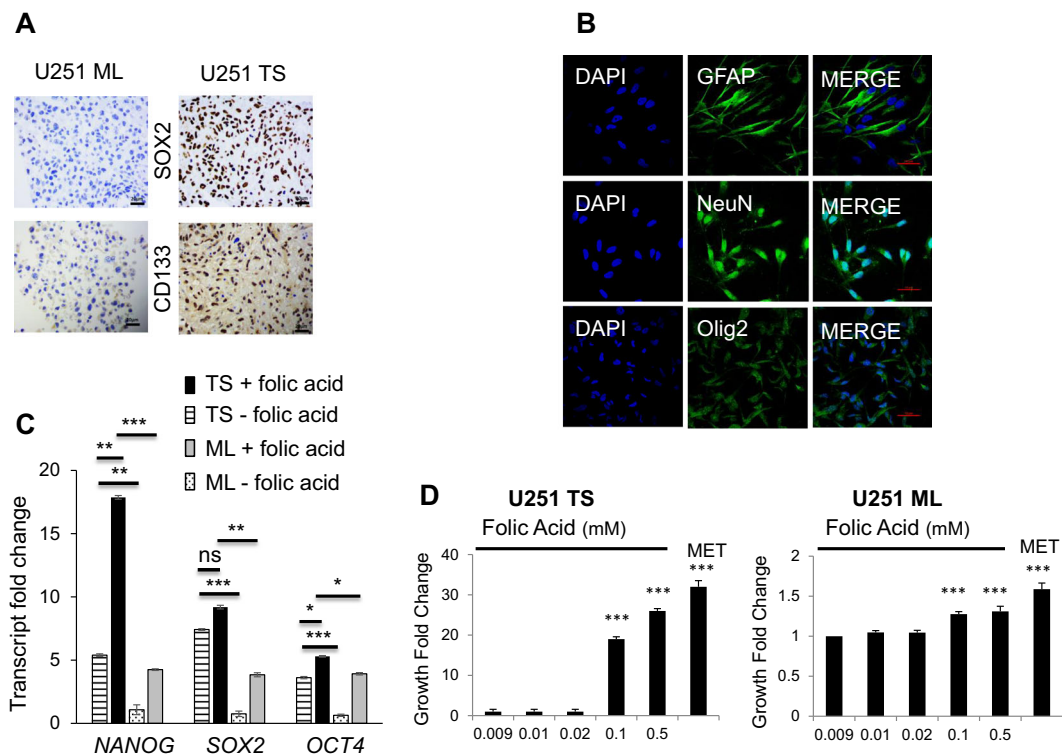 A
U251 ML
U251 TS
SOX2
CD133
B
DAPI
GFAP
MERGE
DAPI
NeuN
MERGE
DAPI
Olig2
MERGE
C
TS + folic acid
TS - folic acid
ML + folic acid
ML - folic acid
Transcript fold change
20
15
10
5
0
** *** **
ns *** **
* *** *
NANOG SOX2 OCT4
D
U251 TS
Folic Acid (mM)
MET
Growth Fold Change
40
30
20
10
0
*** *** ***
0.009 0.01 0.02 0.1 0.5
U251 ML
Folic Acid (mM)
MET
Growth Fold Change
2
1.5
1
0.5
0
*** *** ***
0.009 0.01 0.02 0.1 0.5